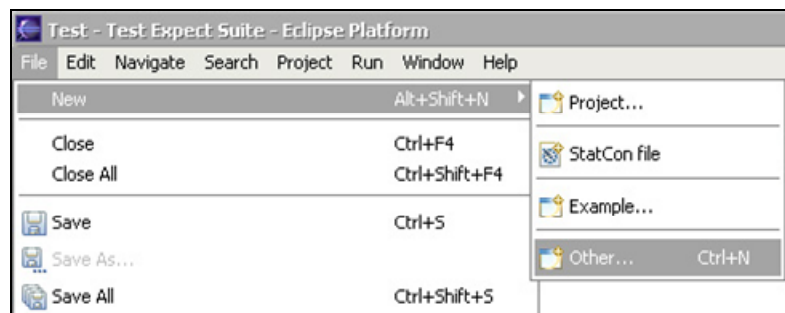 Test - Test Expect Suite - Eclipse Platform
File Edit Navigate Search Project Run Window Help
New Alt+Shift+N
Close Ctrl+F4
Close All Ctrl+Shift+F4
Save Ctrl+S
Save As...
Save All Ctrl+Shift+S
Project...
StatCon file
Example...
Other... Ctrl+N